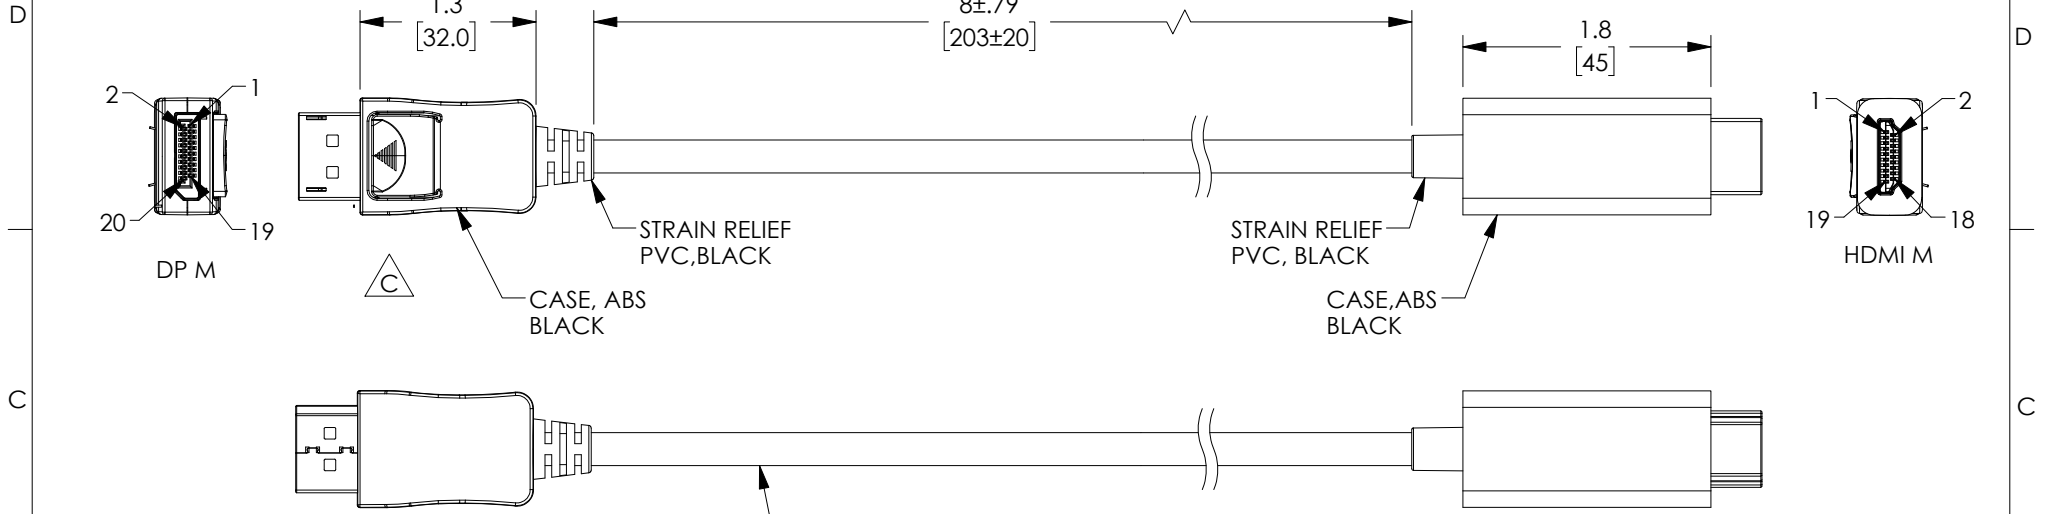 D
1.3
[32.0]
8±.79
[203±20]
1.8
[45]
D
2
1
20
19
DP M
C
STRAIN RELIEF
PVC,BLACK
CASE, ABS
BLACK
STRAIN RELIEF
PVC, BLACK
CASE,ABS
BLACK
1
2
19
18
HDMI M
C
C